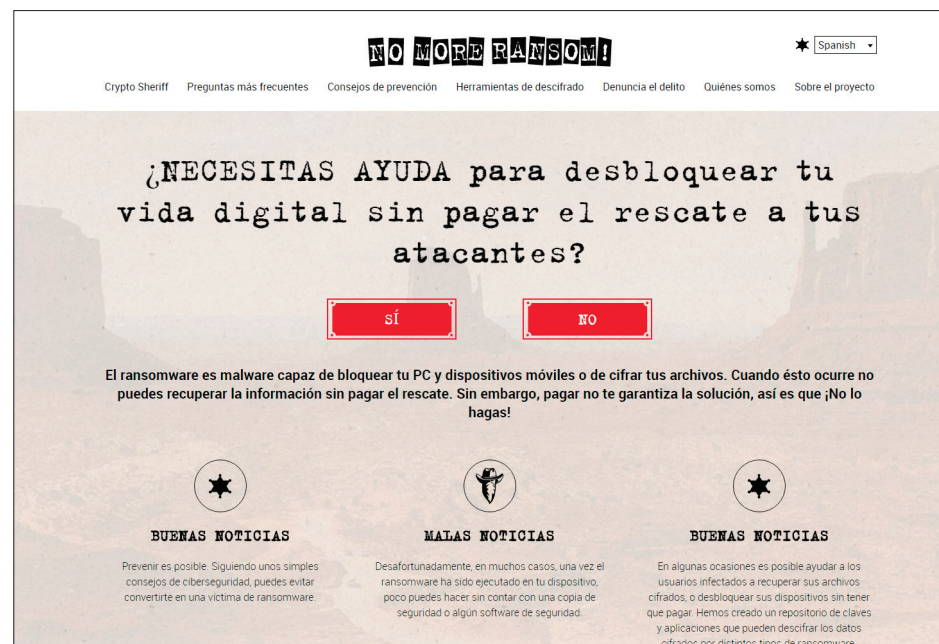 NO MORE RANSOM!
Spanish
Crypto Sheriff Preguntas más frecuentes Consejos de prevención Herramientas de descifrado Denuncia el delito Quiénes somos Sobre el proyecto
¿NECESITAS AYUDA para desbloquear tu
vida digital sin pagar el rescate a tus
atacantes?
SÍ
NO
El ransomware es malware capaz de bloquear tu PC y dispositivos móviles o de cifrar tus archivos. Cuando ésto ocurre no
puedes recuperar la información sin pagar el rescate. Sin embargo, pagar no te garantiza la solución, así es que ¡No lo
hagas!
BUENAS NOTICIAS
Prevenir es posible. Siguiendo unos simples
consejos de ciberseguridad, puedes evitar
convertirte en una víctima de ransomware.
MALAS NOTICIAS
Desafortunadamente, en muchos casos, una vez el
ransomware ha sido ejecutado en tu dispositivo,
poco puedes hacer sin contar con una copia de
seguridad o algún software de seguridad.
BUENAS NOTICIAS
En algunas ocasiones es posible ayudar a los
usuarios infectados a recuperar sus archivos
cifrados, o desbloquear sus dispositivos sin tener
que pagar. Hemos creado un repositorio de claves
y aplicaciones que pueden descifrar los datos
cifrados por distintos tipos de ransomware.